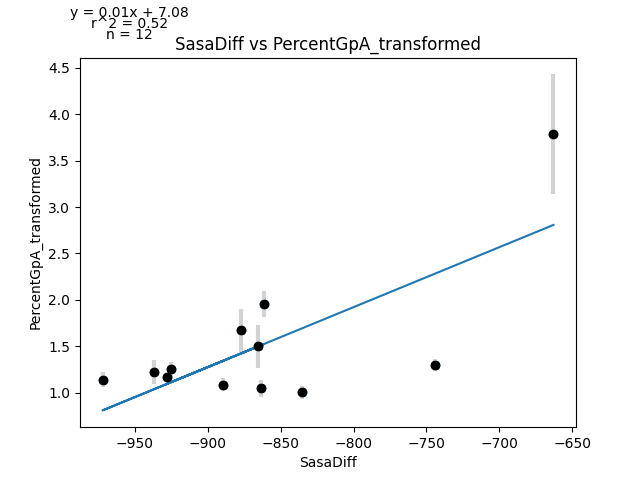 y = 0.01x + 7.08
r^2 = 0.52
n = 12
SasaDiff vs PercentGpA_transformed
4.5
4.0
3.5
3.0
2.5
2.0
1.5
1.0
PercentGpA_transformed
−950 −900 −850 −800 −750 −700 −650
SasaDiff